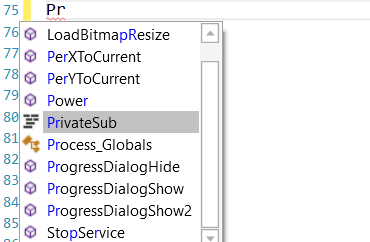 75 Pr
76 LoadBitmapResize
77 PerXToCurrent
78 PerYToCurrent
79 Power
80 PrivateSub
81 Process_Globals
82 ProgressDialogHide
83 ProgressDialogShow
84 ProgressDialogShow2
85 StopService